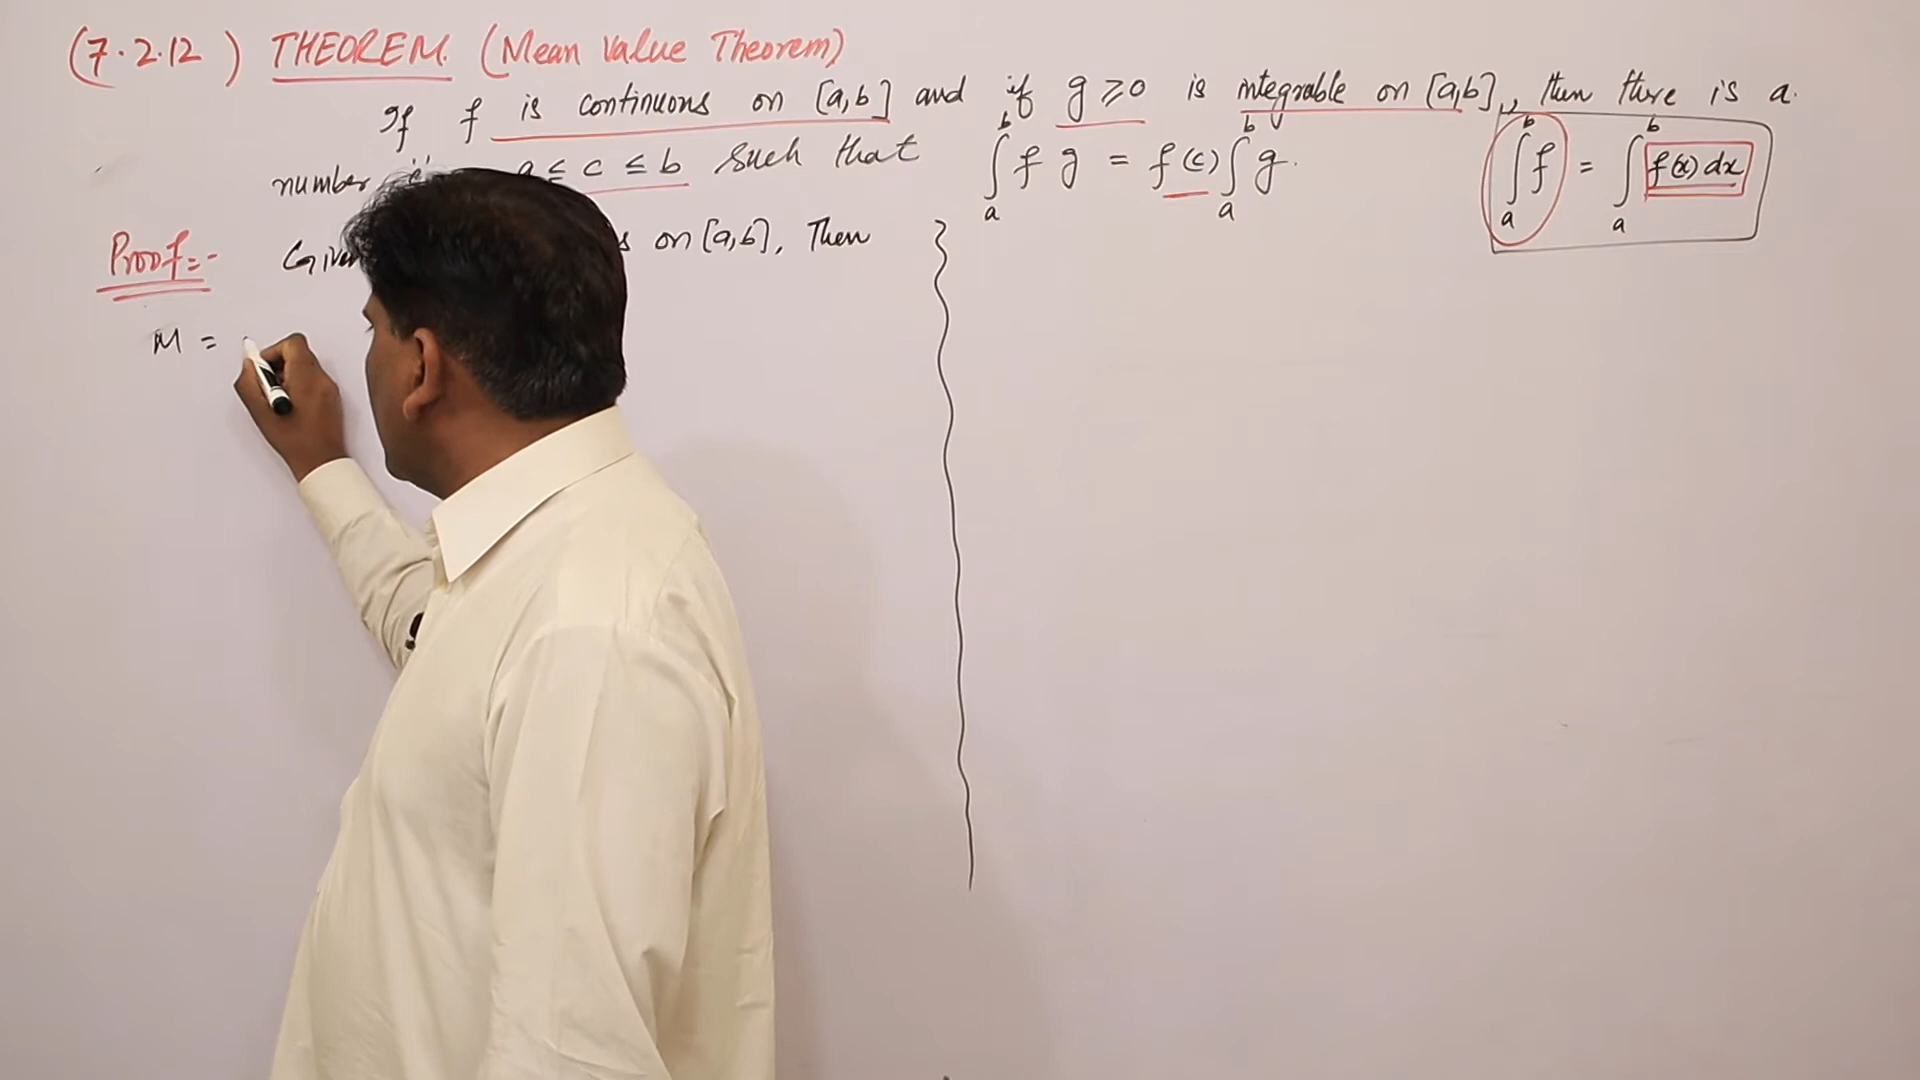 (7.2.12) THEOREM. (Mean Value Theorem)
If f is continuous on [a,b] and if g ≥ 0 is integrable on [a,b], then there is a.
number a ≤ c ≤ b such that ∫_a^b f g = f(c) ∫_a^b g.
∫_a^b f = ∫_a^b f(x) dx
Proof:- Given s on [a,b], Then
M =